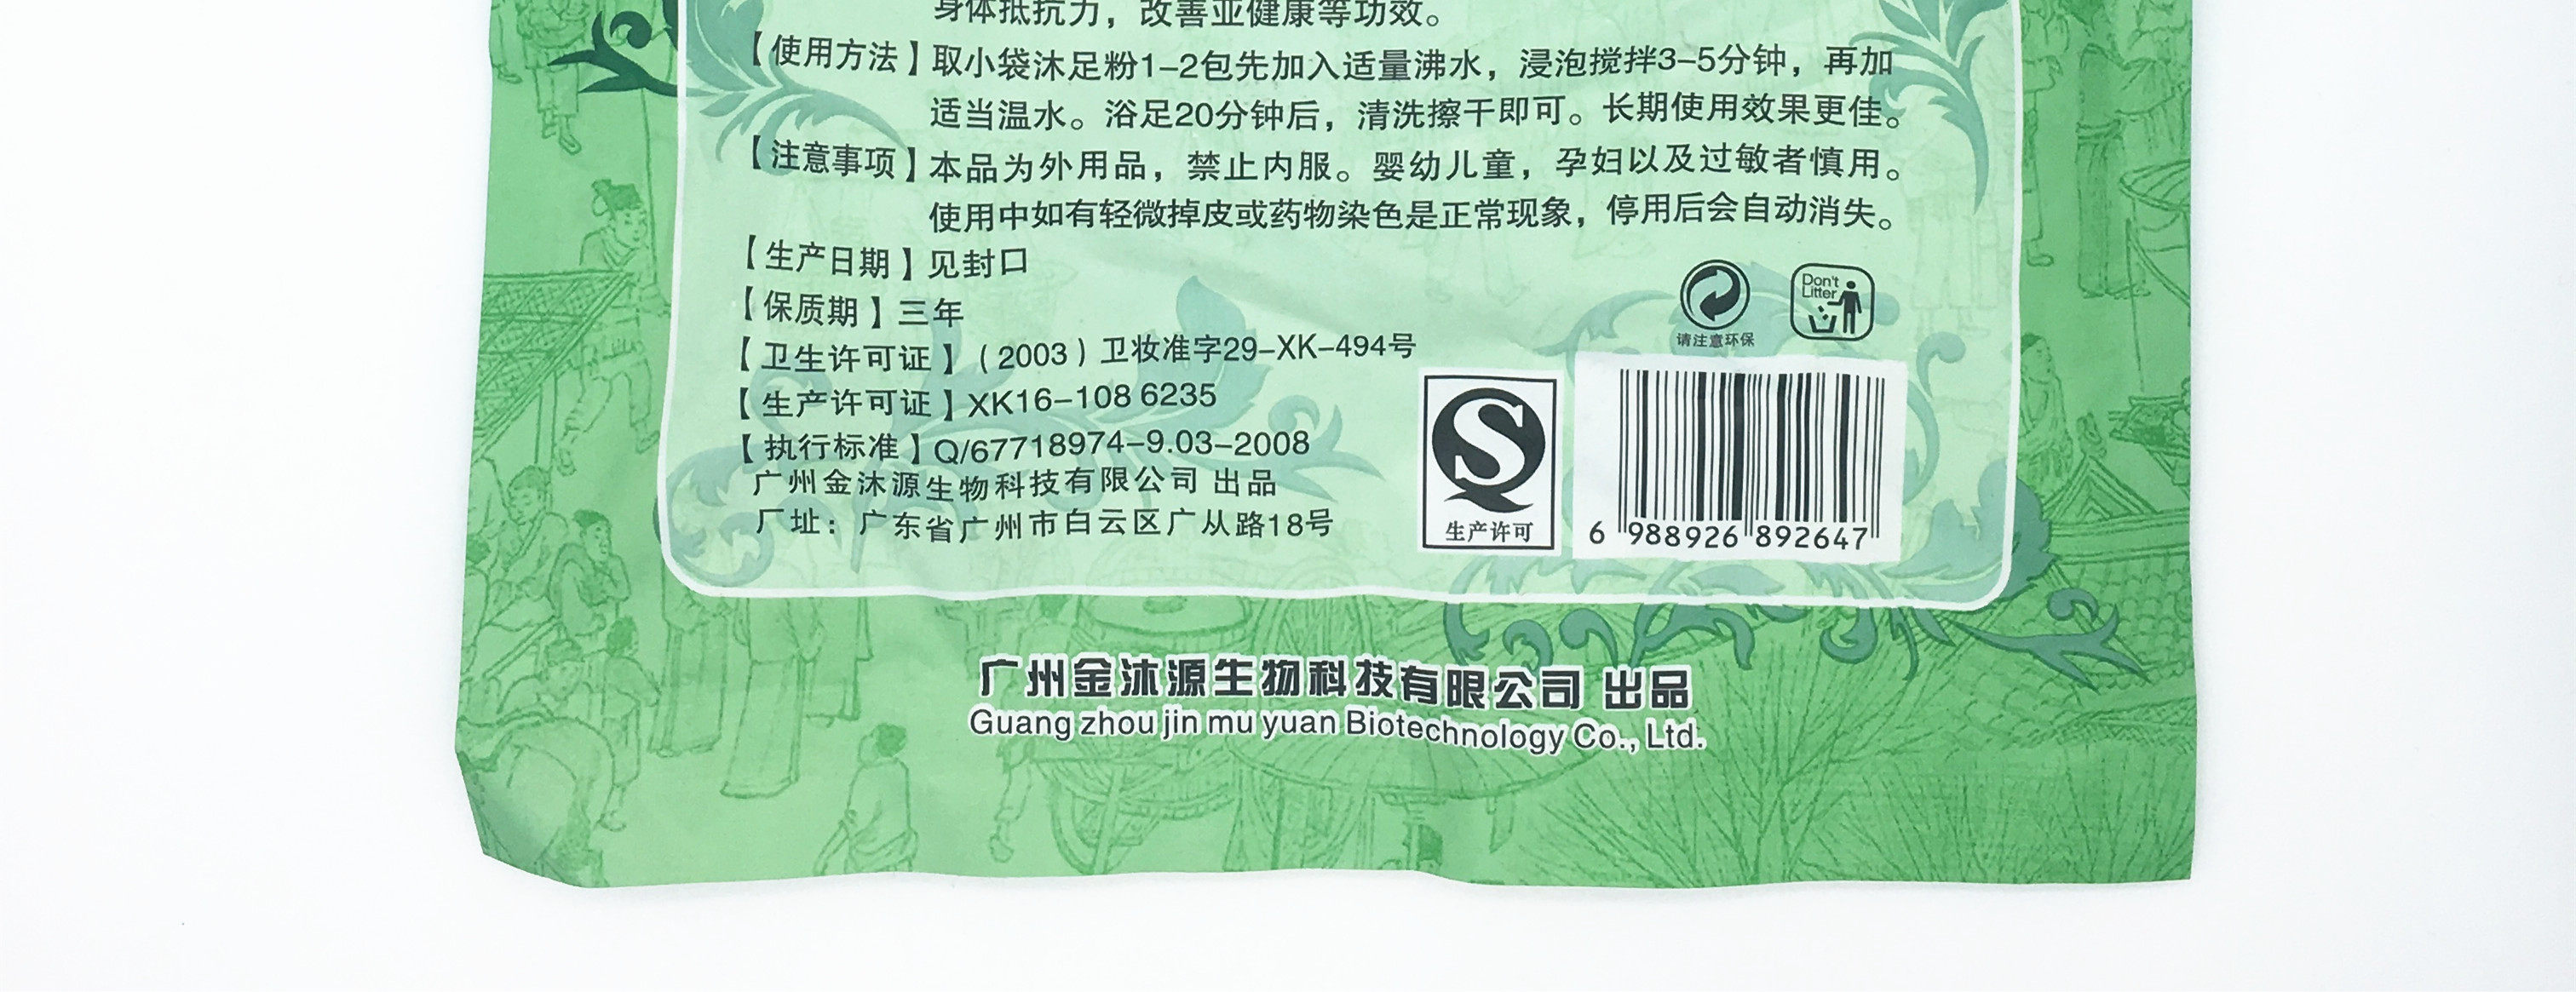 身体抵抗力，改善亚健康等功效。
【使用方法】取小袋沐足粉1-2包先加入适量沸水，浸泡搅拌3-5分钟，再加
适当温水。浴足20分钟后，清洗擦干即可。长期使用效果更佳。
【注意事项】本品为外用品，禁止内服。婴幼儿童，孕妇以及过敏者慎用。
使用中如有轻微掉皮或药物染色是正常现象，停用后会自动消失。
【生产日期】见封口
【保质期】三年
【卫生许可证】(2003)卫妆准字29-XK-494号
【生产许可证】XK16-108 6235
【执行标准】Q/67718974-9.03-2008
广州金沐源生物科技有限公司 出品
厂址：广东省广州市白云区广从路18号
请注意环保
Don't
Litter
生产许可
6 988926 892647
广州金沐源生物科技有限公司 出品
Guang zhou jin mu yuan Biotechnology Co., Ltd.